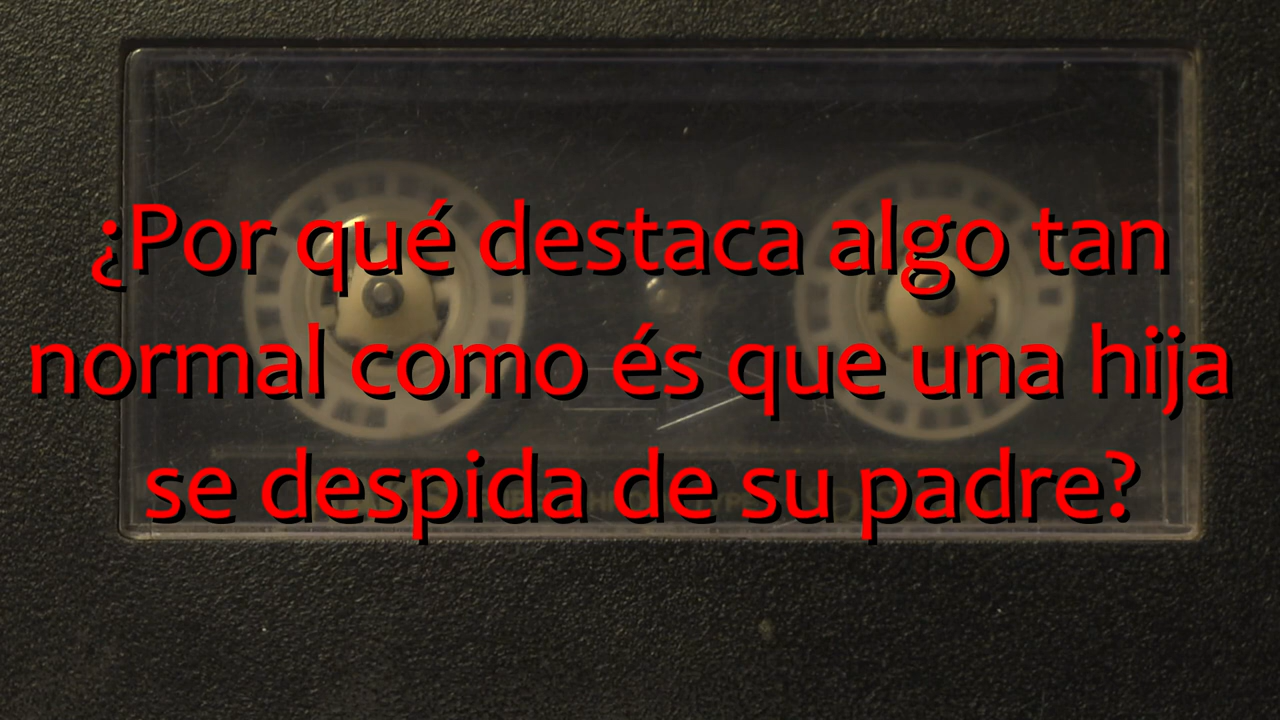 ¿Por qué destaca algo tan
normal como és que una hija
se despida de su padre?